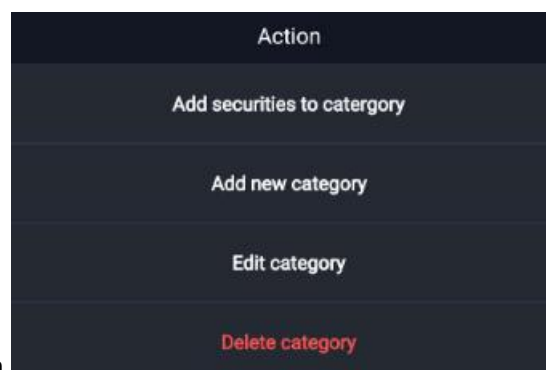 Action
Add securities to catergory
Add new category
Edit category
Delete category